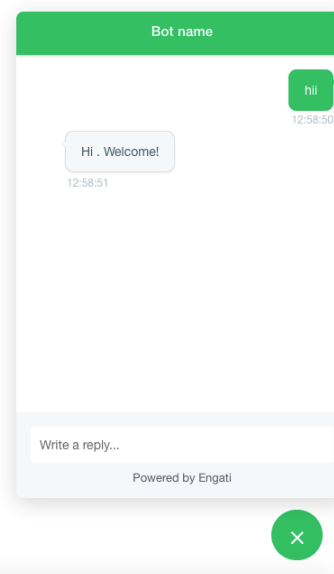 Bot name
hii
12:58:50
Hi . Welcome!
12:58:51
Write a reply...
Powered by Engati